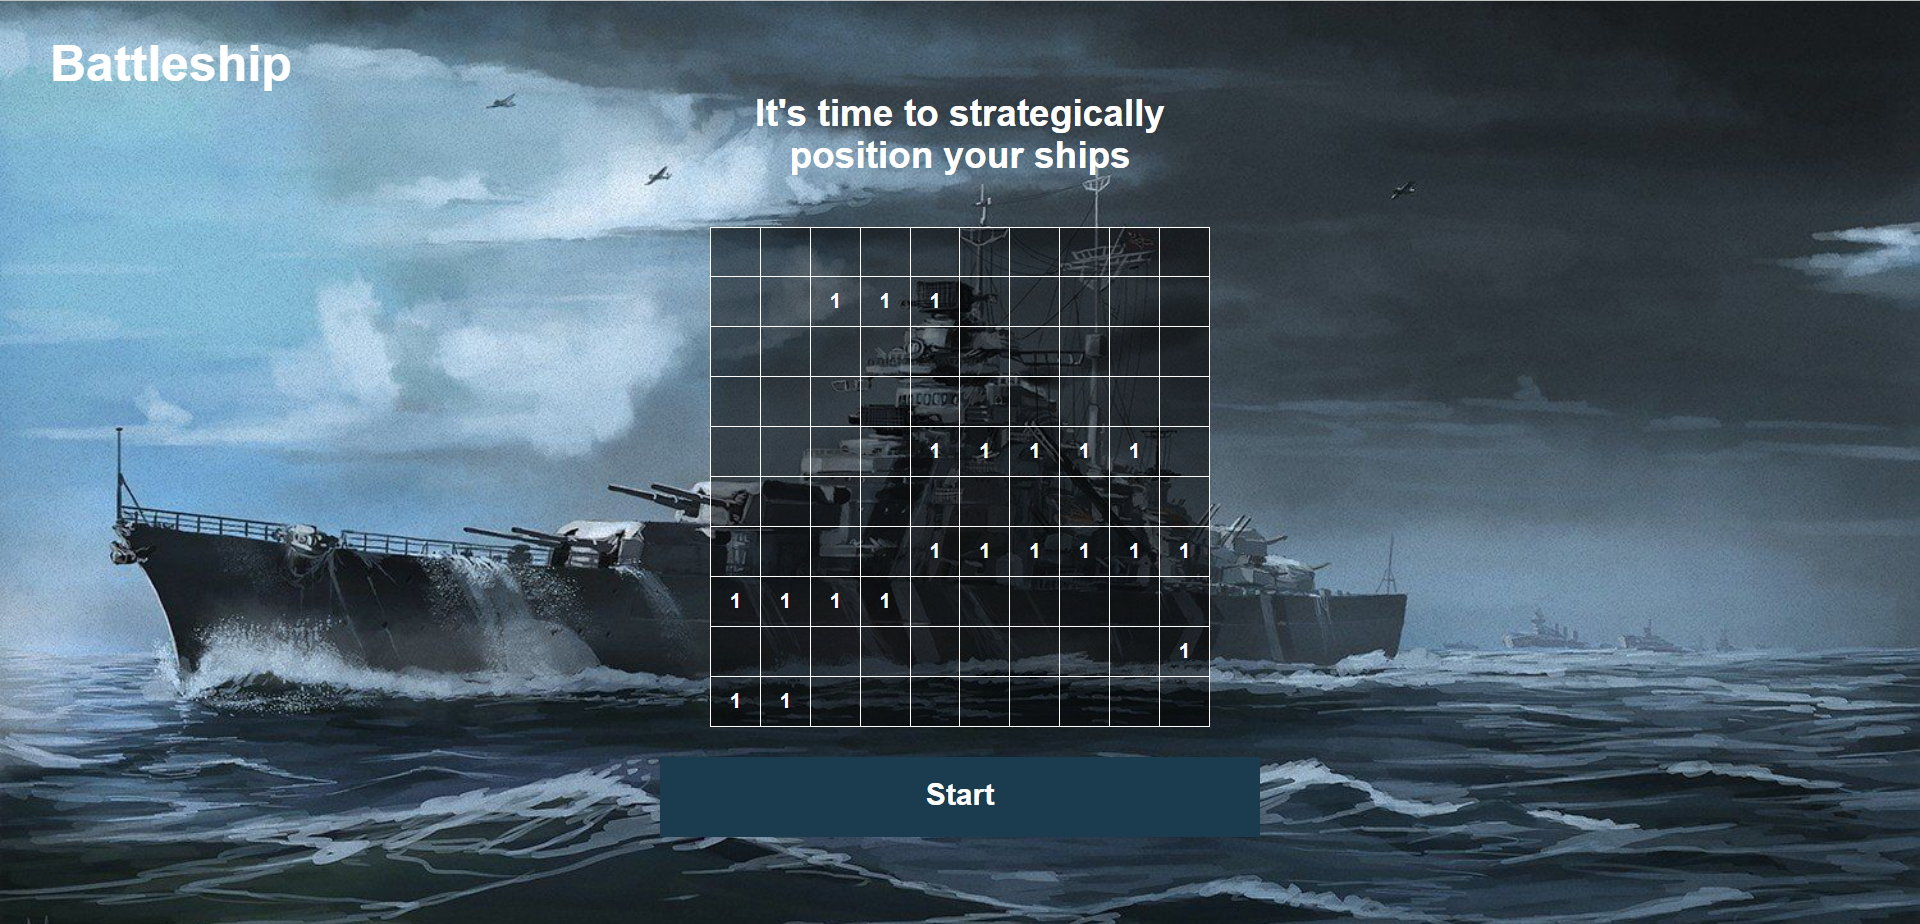 Battleship
It's time to strategically
position your ships
1 1 1
1 1 1 1 1
1 1 1 1 1 1
1 1 1 1
1
1 1
Start